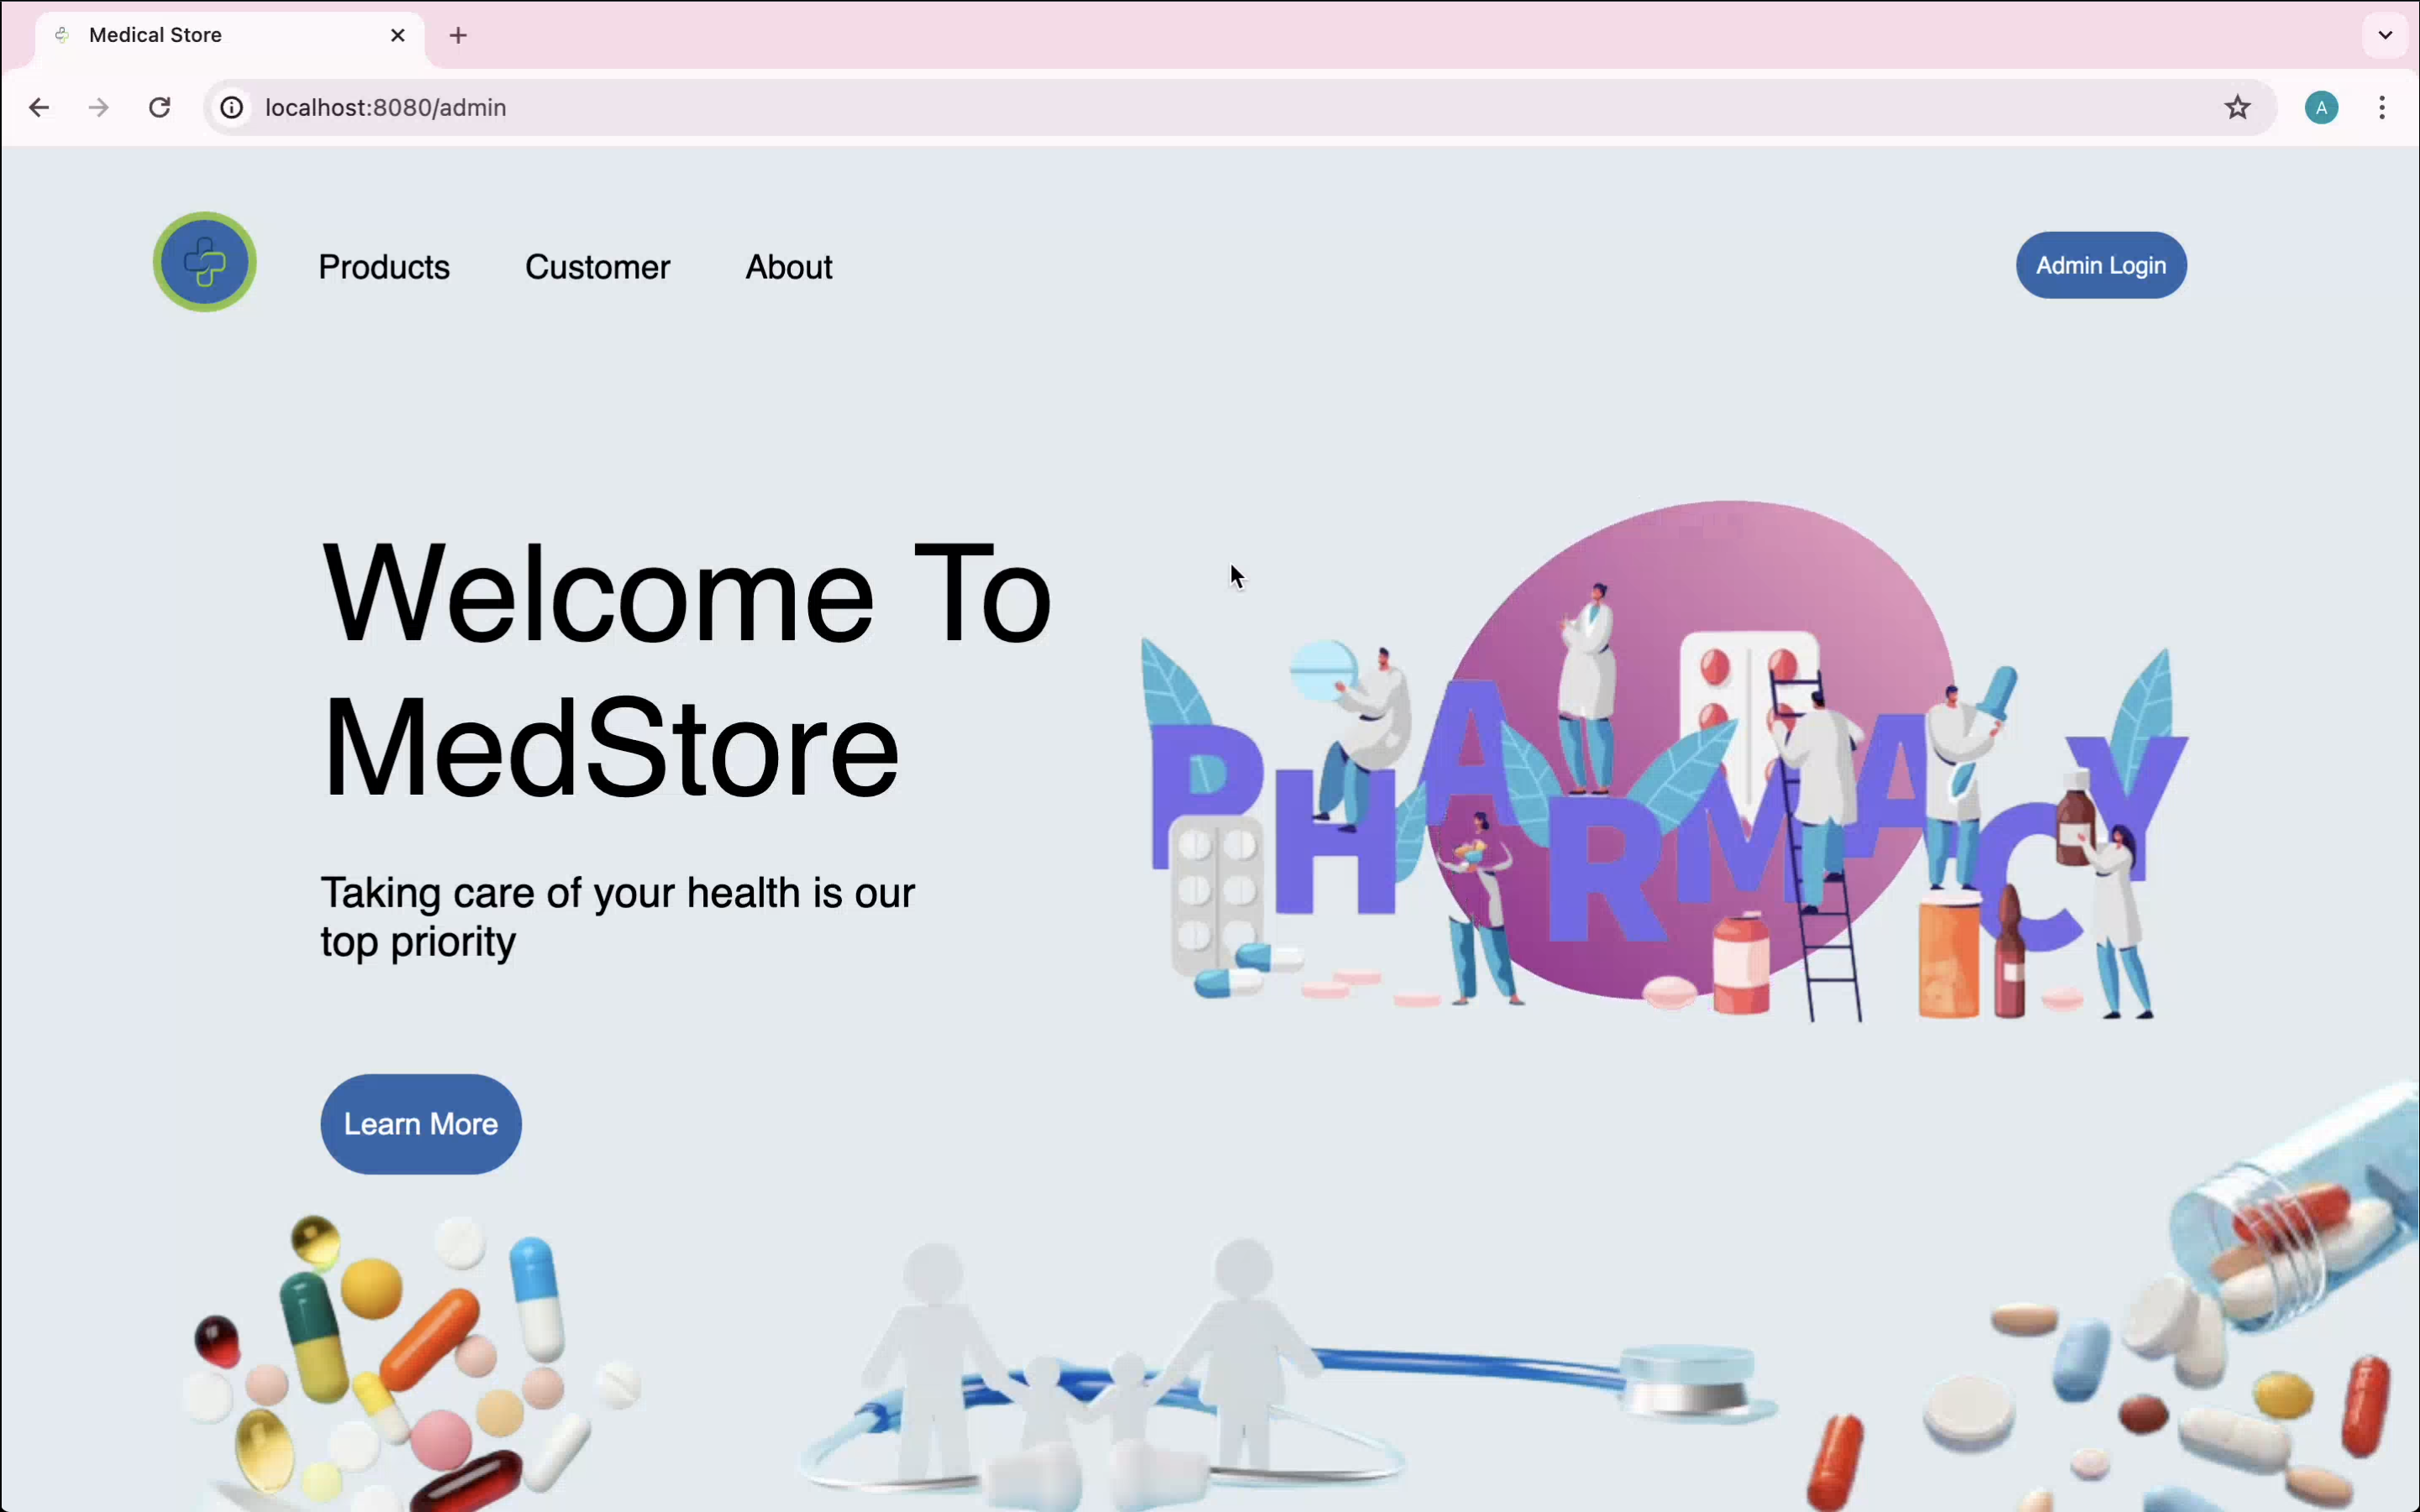 Medical Store
localhost:8080/admin
A
Products Customer About Admin Login
Welcome To
MedStore
Taking care of your health is our
top priority
PHARMACY
Learn More